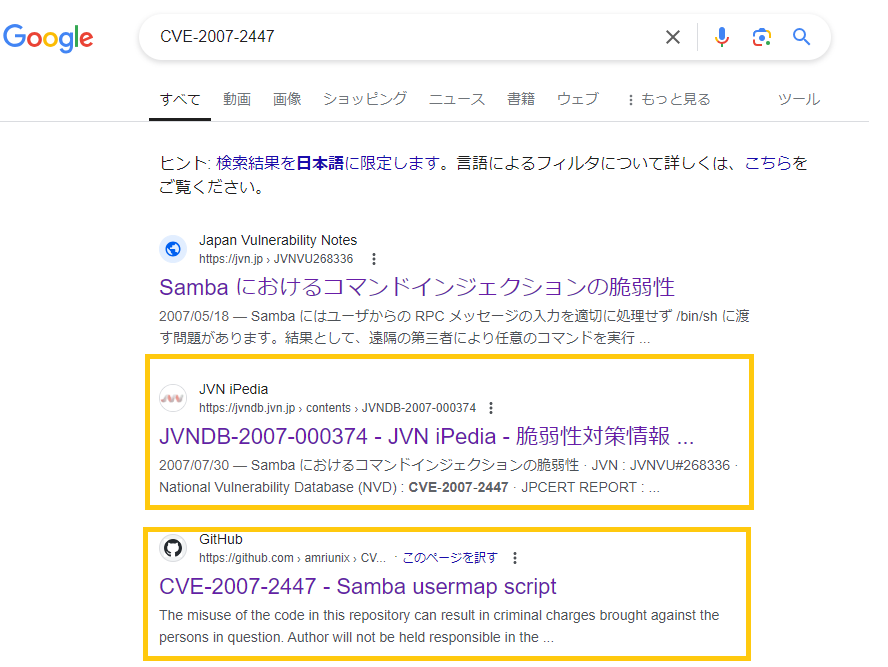 Google
CVE-2007-2447
すべて 動画 画像 ショッピング ニュース 書籍 ウェブ もっと見る ツール
ヒント: 検索結果を日本語に限定します。言語によるフィルタについて詳しくは、こちらを
ご覧ください。
Japan Vulnerability Notes
https://jvn.jp › JVNVU268336
Samba におけるコマンドインジェクションの脆弱性
2007/05/18 — Samba にはユーザからの RPC メッセージの入力を適切に処理せず /bin/sh に渡
す問題があります。結果として、遠隔の第三者により任意のコマンドを実行 ...
JVN iPedia
https://jvndb.jvn.jp › contents › JVNDB-2007-000374
JVNDB-2007-000374 - JVN iPedia - 脆弱性対策情報 ...
2007/07/30 — Samba におけるコマンドインジェクションの脆弱性 · JVN : JVNVU#268336 ·
National Vulnerability Database (NVD) : CVE-2007-2447 · JPCERT REPORT : ...
GitHub
https://github.com › amriunix › CV... · このページを訳す
CVE-2007-2447 - Samba usermap script
The misuse of the code in this repository can result in criminal charges brought against the
persons in question. Author will not be held responsible in the ...